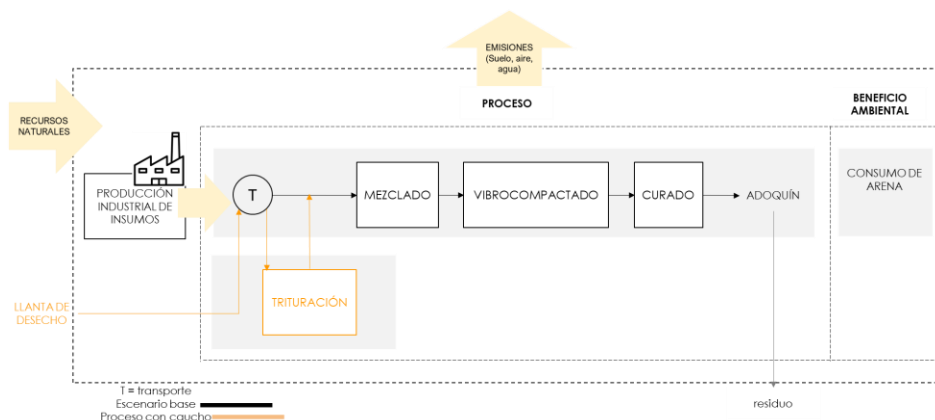 EMISIONES
(Suelo, aire,
agua)
PROCESO
BENEFICIO
AMBIENTAL
RECURSOS
NATURALES
PRODUCCIÓN
INDUSTRIAL DE
INSUMOS
T
MEZCLADO
VIBROCOMPACTADO
CURADO
ADOQUÍN
CONSUMO DE
ARENA
TRITURACIÓN
LLANTA DE
DESECHO
T = transporte
Escenario base
Proceso con caucho
residuo